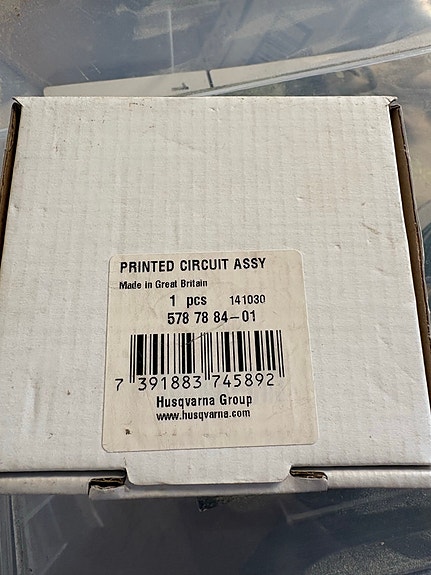 PRINTED CIRCUIT ASSY
Made in Great Britain
1 pcs 141030
578 78 84-01
7 391883 745892
Husqvarna Group
www.husqvarna.com